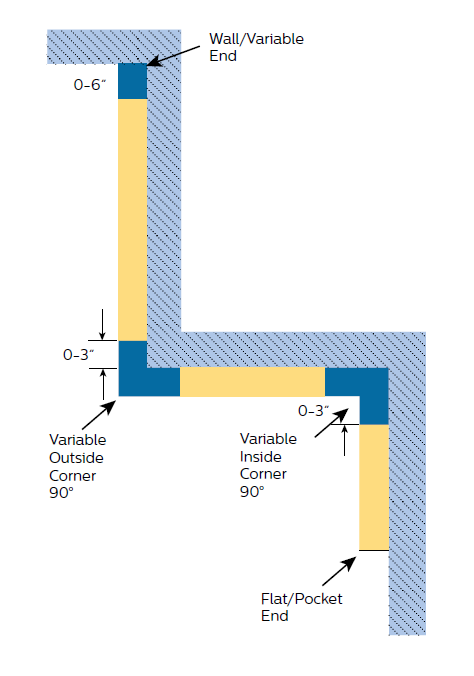 Wall/Variable
End
0-6"
0-3"
0-3"
Variable
Outside
Corner
90°
Variable
Inside
Corner
90°
Flat/Pocket
End